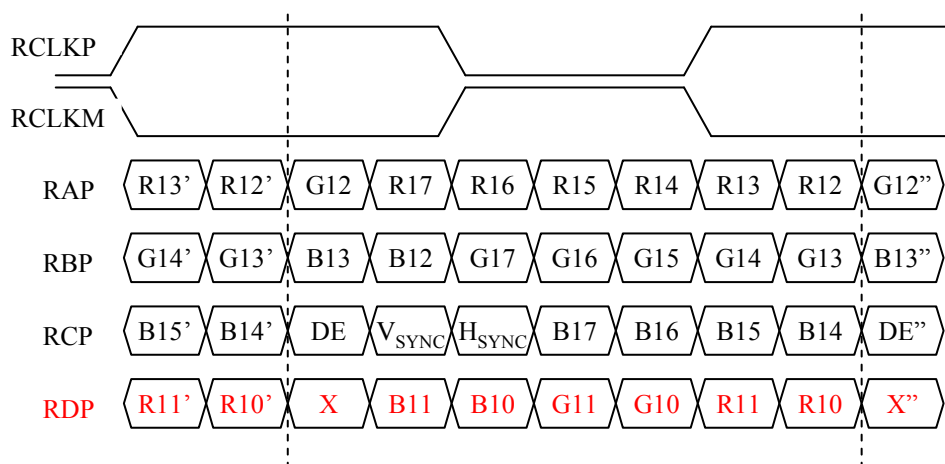 RCLKP
RCLKM
RAP R13’ R12’ G12 R17 R16 R15 R14 R13 R12 G12”
RBP G14’ G13’ B13 B12 G17 G16 G15 G14 G13 B13”
RCP B15’ B14’ DE VSYNC HSYNC B17 B16 B15 B14 DE”
RDP R11’ R10’ X B11 B10 G11 G10 R11 R10 X”